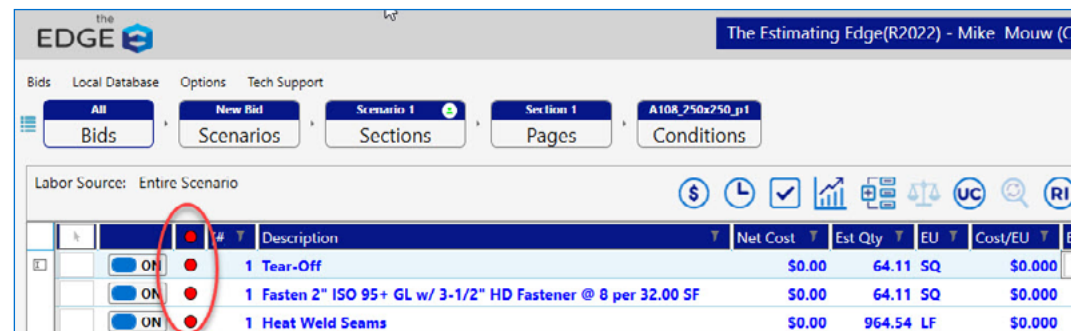 the
EDGE
The Estimating Edge(R2022) - Mike Mouw (C
Bids Local Database Options Tech Support
All New Bid Scenario 1 Section 1 A108_250x250_p1
Bids Scenarios Sections Pages Conditions
Labor Source: Entire Scenario
$ UC RI
# Description Net Cost Est Qty EU Cost/EU
ON 1 Tear-Off $0.00 64.11 SQ $0.000
ON 1 Fasten 2" ISO 95+ GL w/ 3-1/2" HD Fastener @ 8 per 32.00 SF $0.00 64.11 SQ $0.000
ON 1 Heat Weld Seams $0.00 964.54 LF $0.000